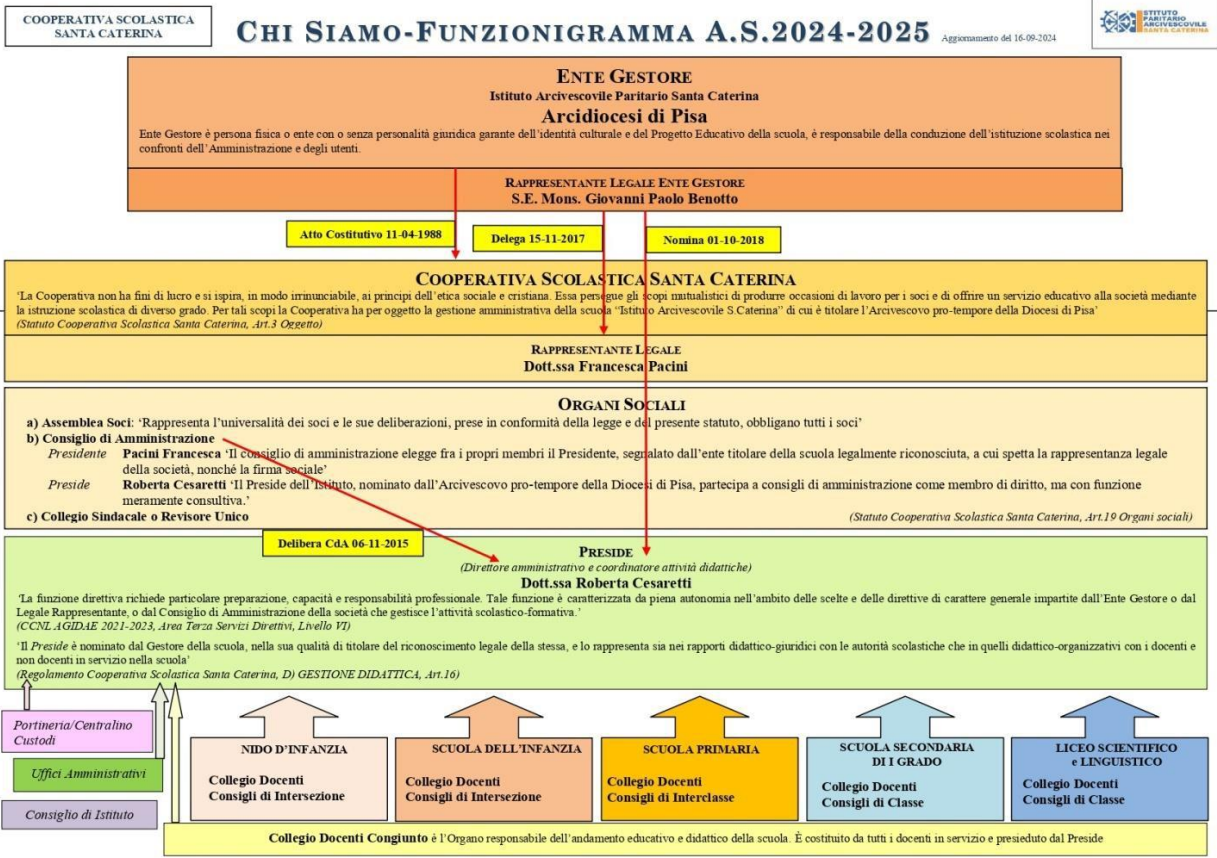 COOPERATIVA SCOLASTICA
SANTA CATERINA
CHI SIAMO-FUNZIONIGRAMMA A.S.2024-2025
Aggiornamento del 16-09-2024
ISTITUTO
PARITARIO
ARCIVESCOVILE
SANTA CATERINA
ENTE GESTORE
Istituto Arcivescovile Paritario Santa Caterina
Arcidiocesi di Pisa
Ente Gestore è persona fisica o ente con o senza personalità giuridica garante dell'identità culturale e del Progetto Educativo della scuola, è responsabile della conduzione dell'istituzione scolastica nei
confronti dell'Amministrazione e degli utenti.
RAPPRESENTANTE LEGALE ENTE GESTORE
S.E. Mons. Giovanni Paolo Benotto
Atto Costitutivo 11-04-1988
Delega 15-11-2017
Nomina 01-10-2018
COOPERATIVA SCOLASTICA SANTA CATERINA
'La Cooperativa non ha fini di lucro e si ispira, in modo irrinunciabile, ai principi dell'etica sociale e cristiana. Essa persegue gli scopi mutualistici di produrre occasioni di lavoro per i soci e di offrire un servizio educativo alla società mediante
la istruzione scolastica di diverso grado. Per tali scopi la Cooperativa ha per oggetto la gestione amministrativa della scuola "Istituto Arcivescovile S.Caterina" di cui è titolare l'Arcivescovo pro-tempore della Diocesi di Pisa'
(Statuto Cooperativa Scolastica Santa Caterina, Art.3 Oggetto)
RAPPRESENTANTE LEGALE
Dott.ssa Francesca Pacini
ORGANI SOCIALI
a) Assemblea Soci: 'Rappresenta l'universalità dei soci e le sue deliberazioni, prese in conformità della legge e del presente statuto, obbligano tutti i soci'
b) Consiglio di Amministrazione
Presidente Pacini Francesca 'Il consiglio di amministrazione elegge fra i propri membri il Presidente, segnalato dall'ente titolare della scuola legalmente riconosciuta, a cui spetta la rappresentanza legale
della società, nonché la firma sociale'
Preside Roberta Cesaretti 'Il Preside dell'Istituto, nominato dall'Arcivescovo pro-tempore della Diocesi di Pisa, partecipa a consigli di amministrazione come membro di diritto, ma con funzione
meramente consultiva.'
c) Collegio Sindacale o Revisore Unico
(Statuto Cooperativa Scolastica Santa Caterina, Art.19 Organi sociali)
Delibera CdA 06-11-2015
PRESIDE
(Direttore amministrativo e coordinatore attività didattiche)
Dott.ssa Roberta Cesaretti
'La funzione direttiva richiede particolare preparazione, capacità e responsabilità professionale. Tale funzione è caratterizzata da piena autonomia nell'ambito delle scelte e delle direttive di carattere generale impartite dall'Ente Gestore o dal
Legale Rappresentante, o dal Consiglio di Amministrazione della società che gestisce l'attività scolastico-formativa.'
(CCNL AGIDAE 2021-2023, Area Terza Servizi Direttivi, Livello VI)
'Il Preside è nominato dal Gestore della scuola, nella sua qualità di titolare del riconoscimento legale della stessa, e lo rappresenta sia nei rapporti didattico-giuridici con le autorità scolastiche che in quelli didattico-organizzativi con i docenti e
non docenti in servizio nella scuola'
(Regolamento Cooperativa Scolastica Santa Caterina, D) GESTIONE DIDATTICA, Art.16)
Portineria/Centralino
Custodi
Uffici Amministrativi
Consiglio di Istituto
NIDO D'INFANZIA
Collegio Docenti
Consigli di Intersezione
SCUOLA DELL'INFANZIA
Collegio Docenti
Consigli di Intersezione
SCUOLA PRIMARIA
Collegio Docenti
Consigli di Interclasse
SCUOLA SECONDARIA
DI I GRADO
Collegio Docenti
Consigli di Classe
LICEO SCIENTIFICO
e LINGUISTICO
Collegio Docenti
Consigli di Classe
Collegio Docenti Congiunto è l'Organo responsabile dell'andamento educativo e didattico della scuola. È costituito da tutti i docenti in servizio e presieduto dal Preside